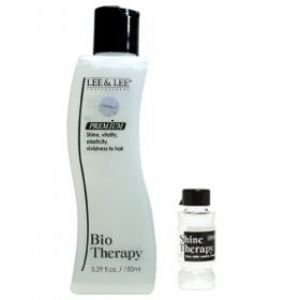 LEE & LEE
PREMIUM
Shine, vitality,
elasticity,
vividness to hair
Bio
Therapy
5.29 fl.oz. / 150ml
Shine
Therapy